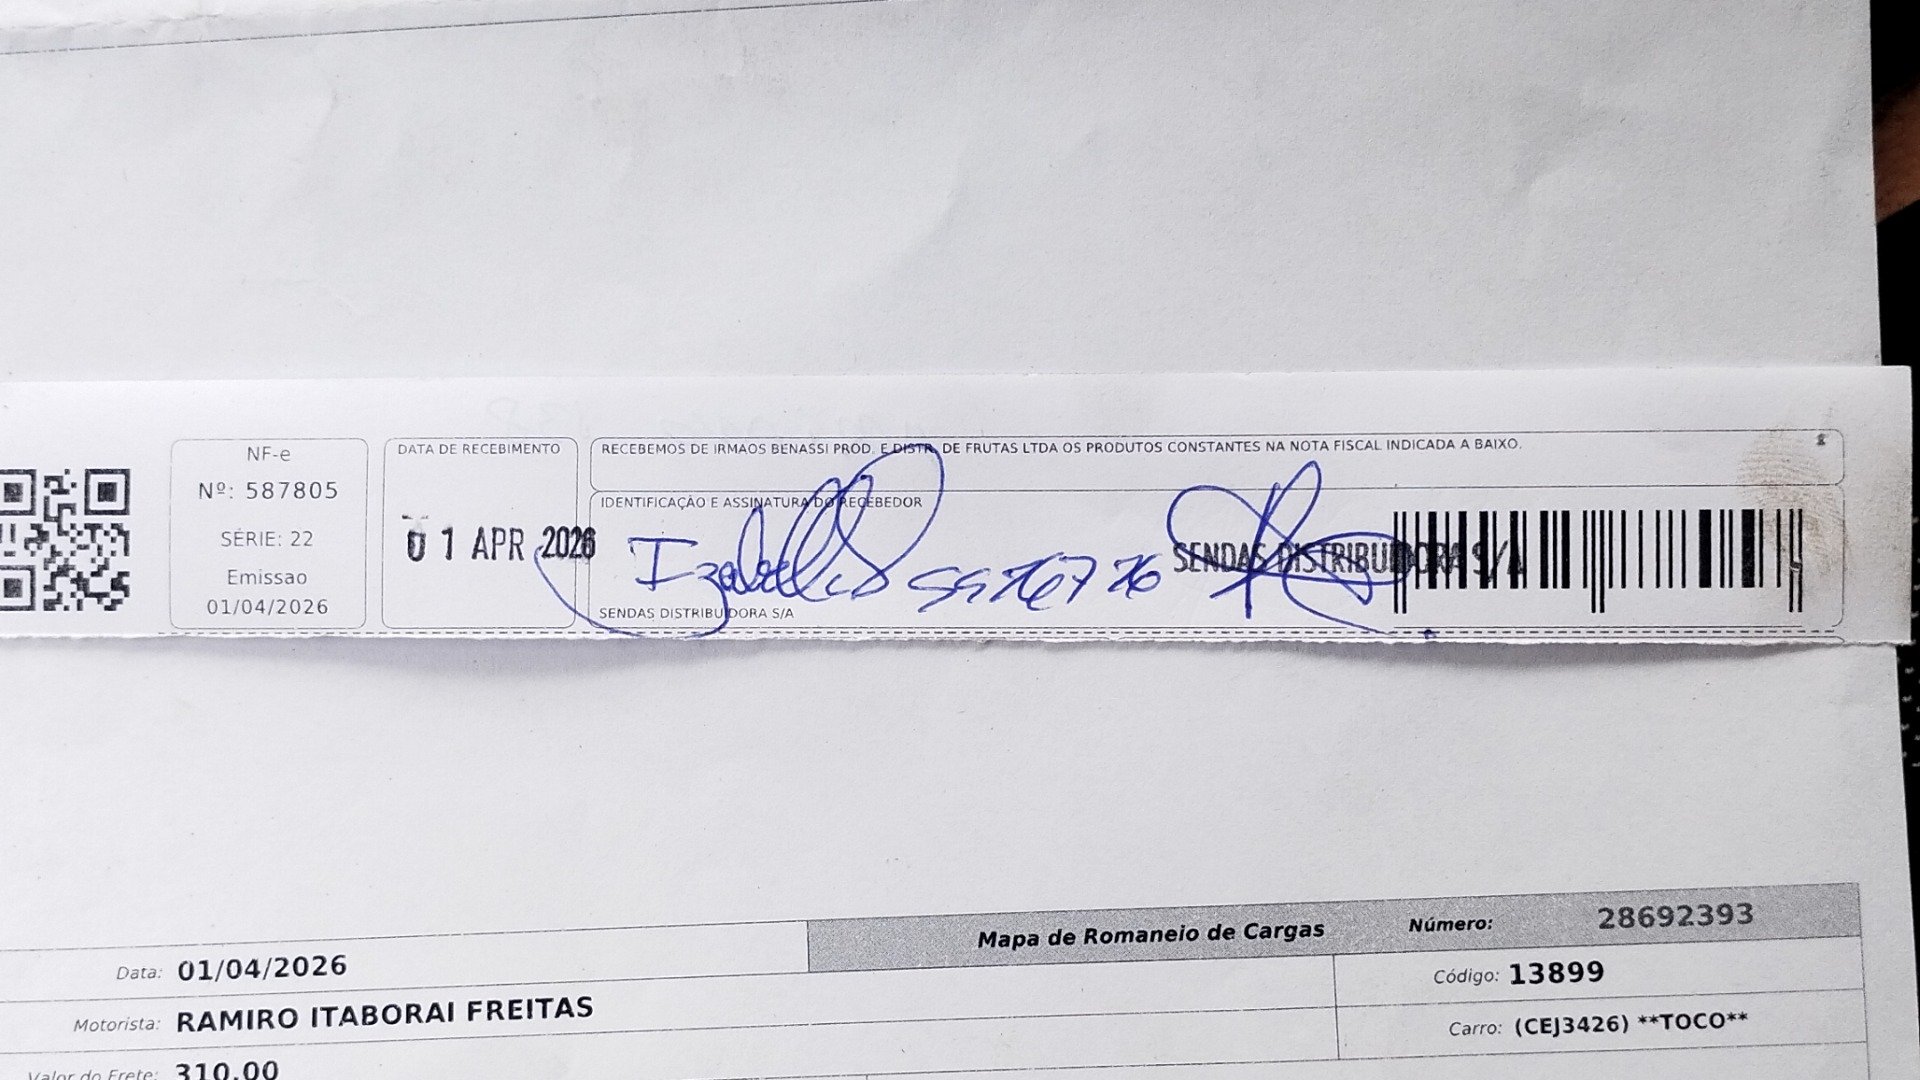 NF-e
Nº: 587805
SÉRIE: 22
Emissao
01/04/2026
DATA DE RECEBIMENTO
01 APR 2026
RECEBEMOS DE IRMAOS BENASSI PROD. E DISTR. DE FRUTAS LTDA OS PRODUTOS CONSTANTES NA NOTA FISCAL INDICADA A BAIXO.
IDENTIFICAÇÃO E ASSINATURA DO RECEBEDOR
Izabella
SENDAS DISTRIBUIDORA S/A
SENDAS DISTRIBUIDORA S/A
Mapa de Romaneio de Cargas Número: 28692393
Data: 01/04/2026
Código: 13899
Motorista: RAMIRO ITABORAI FREITAS
Carro: (CEJ3426) **TOCO**
Valor do Frete: 310.00